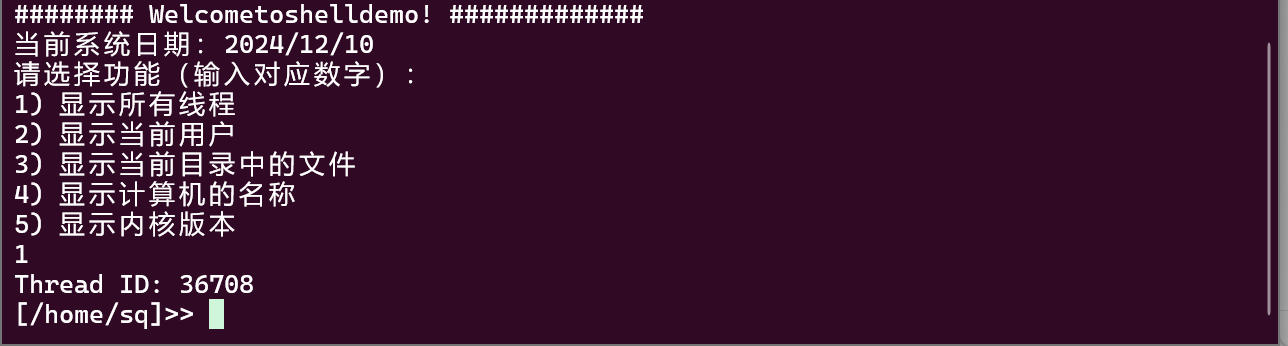 ######## Welcometoshelldemo! #############
当前系统日期: 2024/12/10
请选择功能（输入对应数字）:
1) 显示所有线程
2) 显示当前用户
3) 显示当前目录中的文件
4) 显示计算机的名称
5) 显示内核版本
1
Thread ID: 36708
[/home/sq]>>